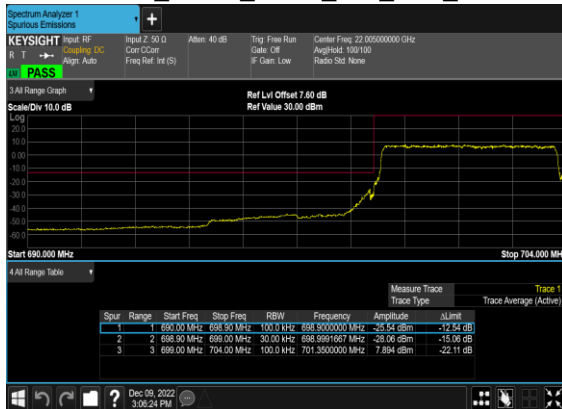 Spectrum Analyzer 1
Spurious Emissions
KEYSIGHT Input: RF Input Z: 50 Ω Atten: 40 dB Trig: Free Run Center Freq: 22.005000000 GHz
R T Coupling: DC Corr CCorr Gate: Off Avg|Hold: 100/100
Align: Auto Freq Ref: Int (S) IF Gain: Low Radio Std: None
PASS
3 All Range Graph
Ref Lvl Offset 7.60 dB
Scale/Div 10.0 dB Ref Value 30.00 dBm
Log
20.0
10.0
0.00
-10.0
-20.0
-30.0
-40.0
-50.0
-60.0
Start 690.000 MHz Stop 704.000 MHz
4 All Range Table
Measure Trace Trace 1
Trace Type Trace Average (Active)
Spur Range Start Freq Stop Freq RBW Frequency Amplitude ΔLimit
1 1 690.00 MHz 698.90 MHz 100.0 kHz 698.9000000 MHz -25.54 dBm -12.54 dB
2 2 698.90 MHz 699.00 MHz 30.00 kHz 698.9991667 MHz -28.06 dBm -15.06 dB
3 3 699.00 MHz 704.00 MHz 100.0 kHz 701.3500000 MHz 7.894 dBm -22.11 dB
Dec 09, 2022
3:06:24 PM